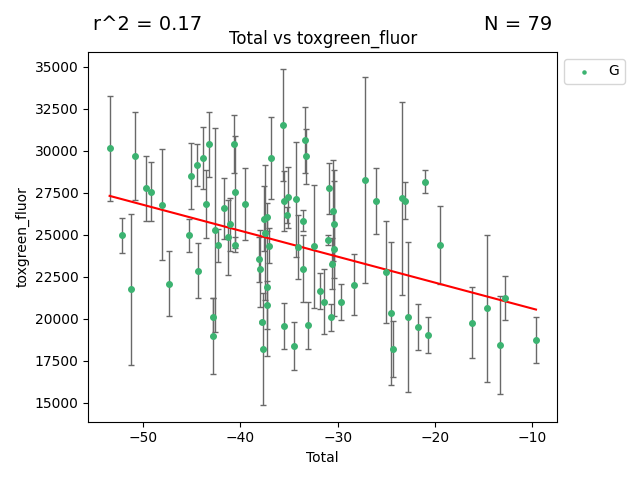 r^2 = 0.17
N = 79
Total vs toxgreen_fluor
G
35000
32500
30000
27500
25000
22500
20000
17500
15000
toxgreen_fluor
−50
−40
−30
−20
−10
Total